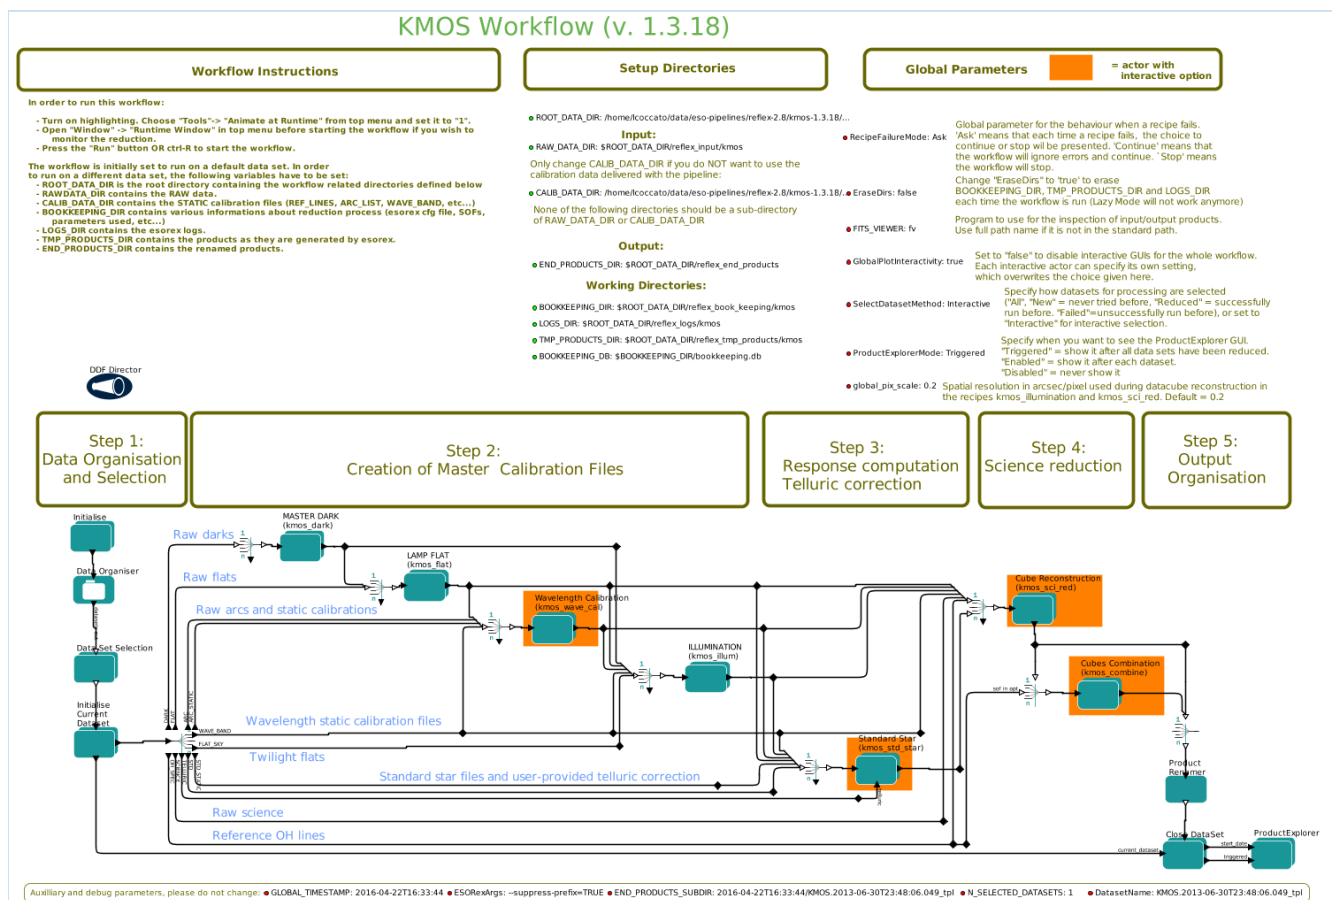 KMOS Workflow (v. 1.3.18)
Workflow Instructions
In order to run this workflow:
- Turn on highlighting. Choose "Tools"-> "Animate at Runtime" from top menu and set it to "1".
- Open "Window" -> "Runtime Window" in top menu before starting the workflow if you wish to
monitor the reduction.
- Press the "Run" button OR ctrl-R to start the workflow.
The workflow is initially set to run on a default data set. In order
to run on a different data set, the following variables have to be set:
- ROOT_DATA_DIR is the root directory containing the workflow related directories defined below
- RAWDATA_DIR contains the RAW data.
- CALIB_DATA_DIR contains the STATIC calibration files (REF_LINES, ARC_LIST, WAVE_BAND, etc...)
- BOOKKEEPING_DIR contains various informations about reduction process (esorex cfg file, SOFs,
parameters used, etc...)
- LOGS_DIR contains the esorex logs.
- TMP_PRODUCTS_DIR contains the products as they are generated by esorex.
- END_PRODUCTS_DIR contains the renamed products.
DDF Director
Setup Directories
ROOT_DATA_DIR: /home/lcoccato/data/eso-pipelines/reflex-2.8/kmos-1.3.18/...
Input:
RAW_DATA_DIR: $ROOT_DATA_DIR/reflex_input/kmos
Only change CALIB_DATA_DIR if you do NOT want to use the
calibration data delivered with the pipeline:
CALIB_DATA_DIR: /home/lcoccato/data/eso-pipelines/reflex-2.8/kmos-1.3.18/...
None of the following directories should be a sub-directory
of RAW_DATA_DIR or CALIB_DATA_DIR
Output:
END_PRODUCTS_DIR: $ROOT_DATA_DIR/reflex_end_products
Working Directories:
BOOKKEEPING_DIR: $ROOT_DATA_DIR/reflex_book_keeping/kmos
LOGS_DIR: $ROOT_DATA_DIR/reflex_logs/kmos
TMP_PRODUCTS_DIR: $ROOT_DATA_DIR/reflex_tmp_products/kmos
BOOKKEEPING_DB: $BOOKKEEPING_DIR/bookkeeping.db
Global Parameters
= actor with
interactive option
RecipeFailureMode: Ask
Global parameter for the behaviour when a recipe fails.
'Ask' means that each time a recipe fails, the choice to
continue or stop wil be presented. 'Continue' means that
the workflow will ignore errors and continue. `Stop' means
the workflow will stop.
EraseDirs: false
Change "EraseDirs" to 'true' to erase
BOOKKEEPING_DIR, TMP_PRODUCTS_DIR and LOGS_DIR
each time the workflow is run (Lazy Mode will not work anymore)
FITS_VIEWER: fv
Program to use for the inspection of input/output products.
Use full path name if it is not in the standard path.
GlobalPlotInteractivity: true
Set to "false" to disable interactive GUIs for the whole workflow.
Each interactive actor can specify its own setting,
which overwrites the choice given here.
SelectDatasetMethod: Interactive
Specify how datasets for processing are selected
("All", "New" = never tried before, "Reduced" = successfully
run before. "Failed"=unsuccessfully run before), or set to
"Interactive" for interactive selection.
ProductExplorerMode: Triggered
Specify when you want to see the ProductExplorer GUI.
"Triggered" = show it after all data sets have been reduced.
"Enabled" = show it after each dataset.
"Disabled" = never show it
global_pix_scale: 0.2
Spatial resolution in arcsec/pixel used during datacube reconstruction in
the recipes kmos_illumination and kmos_sci_red. Default = 0.2
Step 1:
Data Organisation
and Selection
Step 2:
Creation of Master Calibration Files
Step 3:
Response computation
Telluric correction
Step 4:
Science reduction
Step 5:
Output
Organisation
Initialise
Data Organiser
Data Set Selection
Initialise
Current
Dataset
Raw darks
MASTER DARK
(kmos_dark)
Raw flats
LAMP FLAT
(kmos_flat)
Raw arcs and static calibrations
Wavelength Calibration
(kmos_wave_cal)
ILLUMINATION
(kmos_illum)
DARK
FLAT
ARC
ARC_STATIC
WAVE_BAND
FLAT_SKY
Wavelength static calibration files
Twilight flats
Standard star files and user-provided telluric correction
Raw science
Reference OH lines
Standard Star
(kmos_std_star)
Cube Reconstruction
(kmos_sci_red)
sof in opt
Cubes Combination
(kmos_combine)
Product
Renamer
current_dataset
Close DataSet
start_date
triggered
ProductExplorer
Auxilliary and debug parameters, please do not change: GLOBAL_TIMESTAMP: 2016-04-22T16:33:44 ESORexArgs: --suppress-prefix=TRUE END_PRODUCTS_SUBDIR: 2016-04-22T16:33:44/KMOS.2013-06-30T23:48:06.049_tpl N_SELECTED_DATASETS: 1 DatasetName: KMOS.2013-06-30T23:48:06.049_tpl